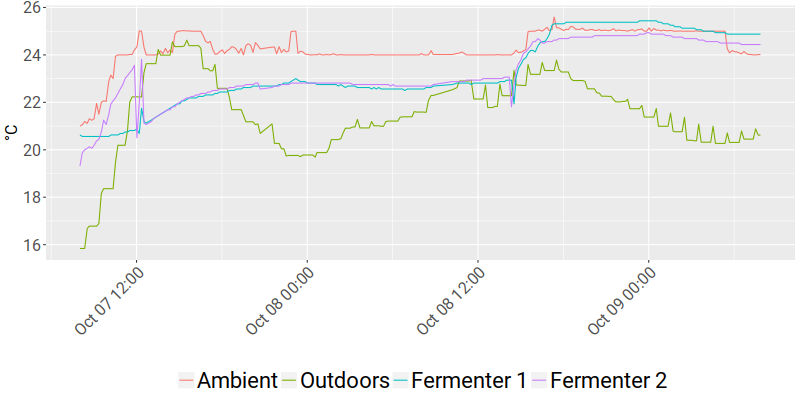 26
24
22
20
18
16
°C
Oct 07 12:00
Oct 08 00:00
Oct 08 12:00
Oct 09 00:00
Ambient Outdoors Fermenter 1 Fermenter 2